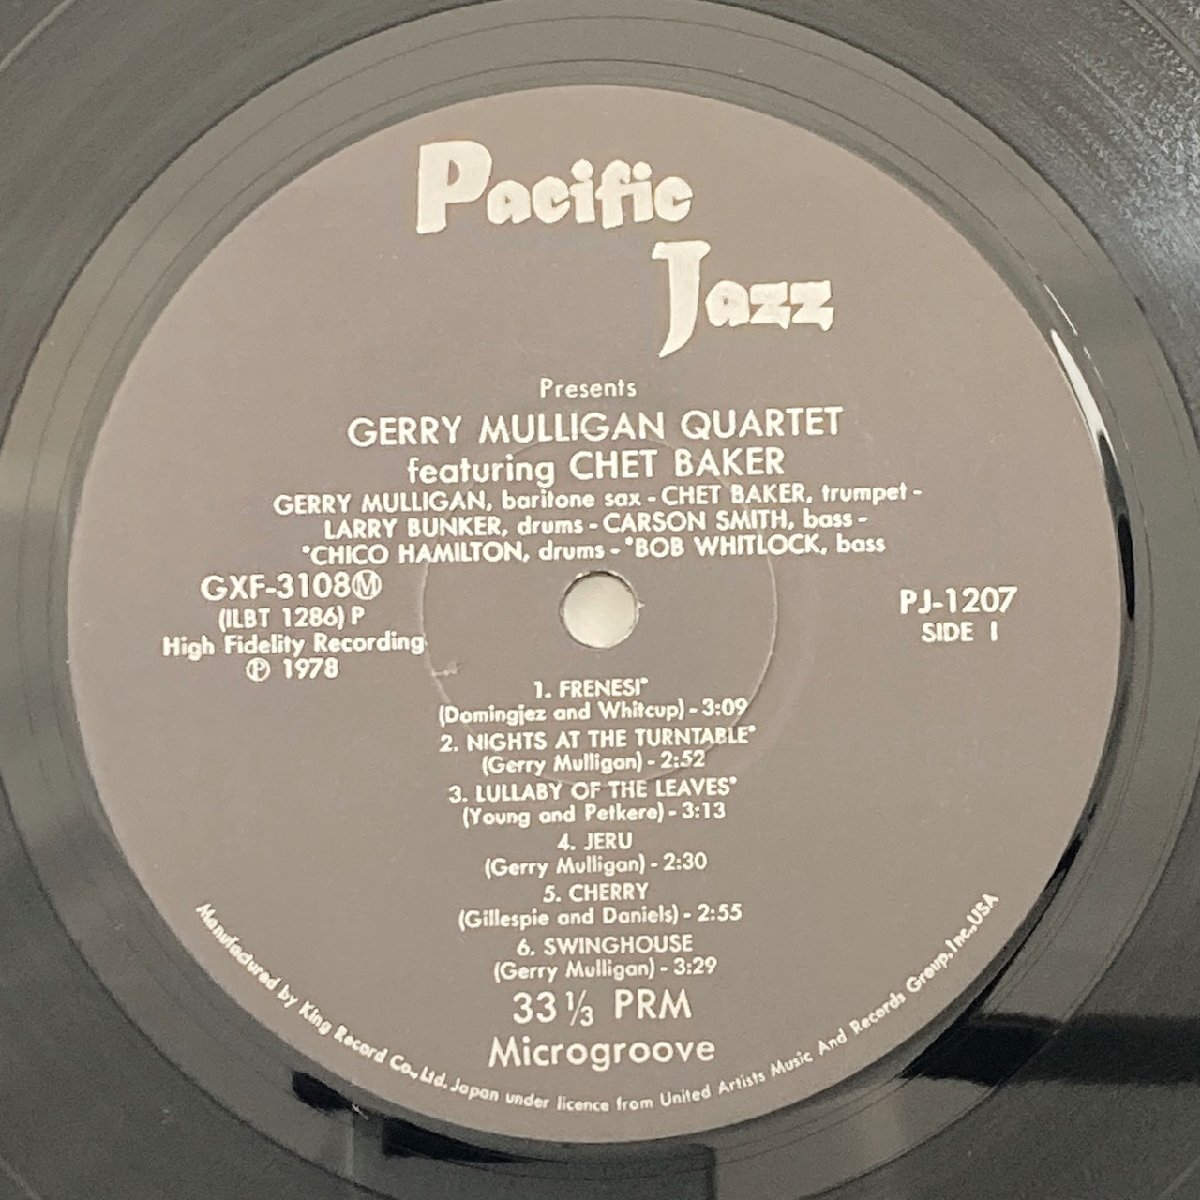 Pacific
Jazz
Presents
GERRY MULLIGAN QUARTET
featuring CHET BAKER
GERRY MULLIGAN, baritone sax - CHET BAKER, trumpet -
LARRY BUNKER, drums - CARSON SMITH, bass -
*CHICO HAMILTON, drums - *BOB WHITLOCK, bass
GXF-3108Ⓜ
(ILBT 1286) P
High Fidelity Recording
℗ 1978
PJ-1207
SIDE 1
1. FRENESI*
(Domingjez and Whitcup) - 3:09
2. NIGHTS AT THE TURNTABLE*
(Gerry Mulligan) - 2:52
3. LULLABY OF THE LEAVES*
(Young and Petkere) - 3:13
4. JERU
(Gerry Mulligan) - 2:30
5. CHERRY
(Gillespie and Daniels) - 2:55
6. SWINGHOUSE
(Gerry Mulligan) - 3:29
33 1/3 PRM
Microgroove
Manufactured by King Record Co., Ltd. Japan under licence from United Artists Music And Records Group, Inc., USA